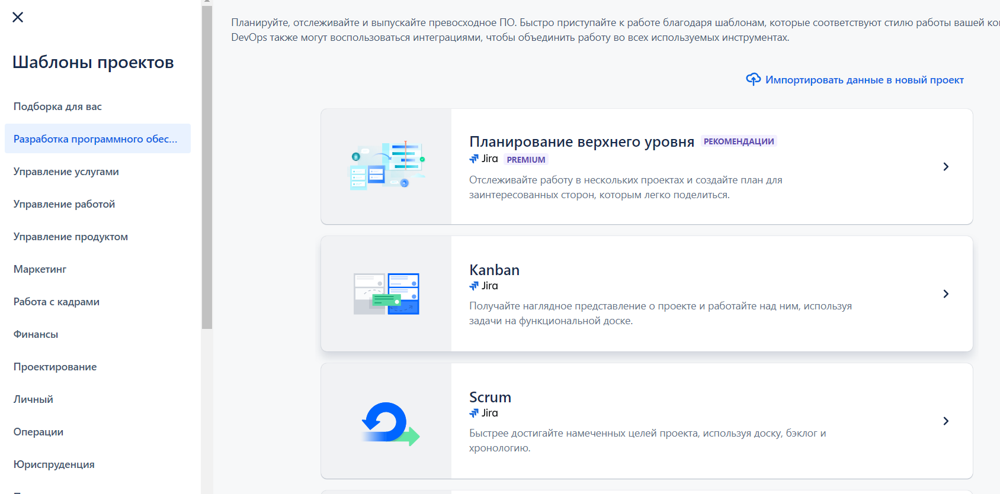 Шаблоны проектов
Подборка для вас
Разработка программного обес...
Управление услугами
Управление работой
Управление продуктом
Маркетинг
Работа с кадрами
Финансы
Проектирование
Личный
Операции
Юриспруденция
Планируйте, отслеживайте и выпускайте превосходное ПО. Быстро приступайте к работе благодаря шаблонам, которые соответствуют стилю работы вашей
DevOps также могут воспользоваться интеграциями, чтобы объединить работу во всех используемых инструментах.
Импортировать данные в новый проект
Планирование верхнего уровня РЕКОМЕНДАЦИИ
Jira PREMIUM
Отслеживайте работу в нескольких проектах и создайте план для
заинтересованных сторон, которым легко поделиться.
Kanban
Jira
Получайте наглядное представление о проекте и работайте над ним, используя
задачи на функциональной доске.
Scrum
Jira
Быстрее достигайте намеченных целей проекта, используя доску, бэклог и
хронологию.